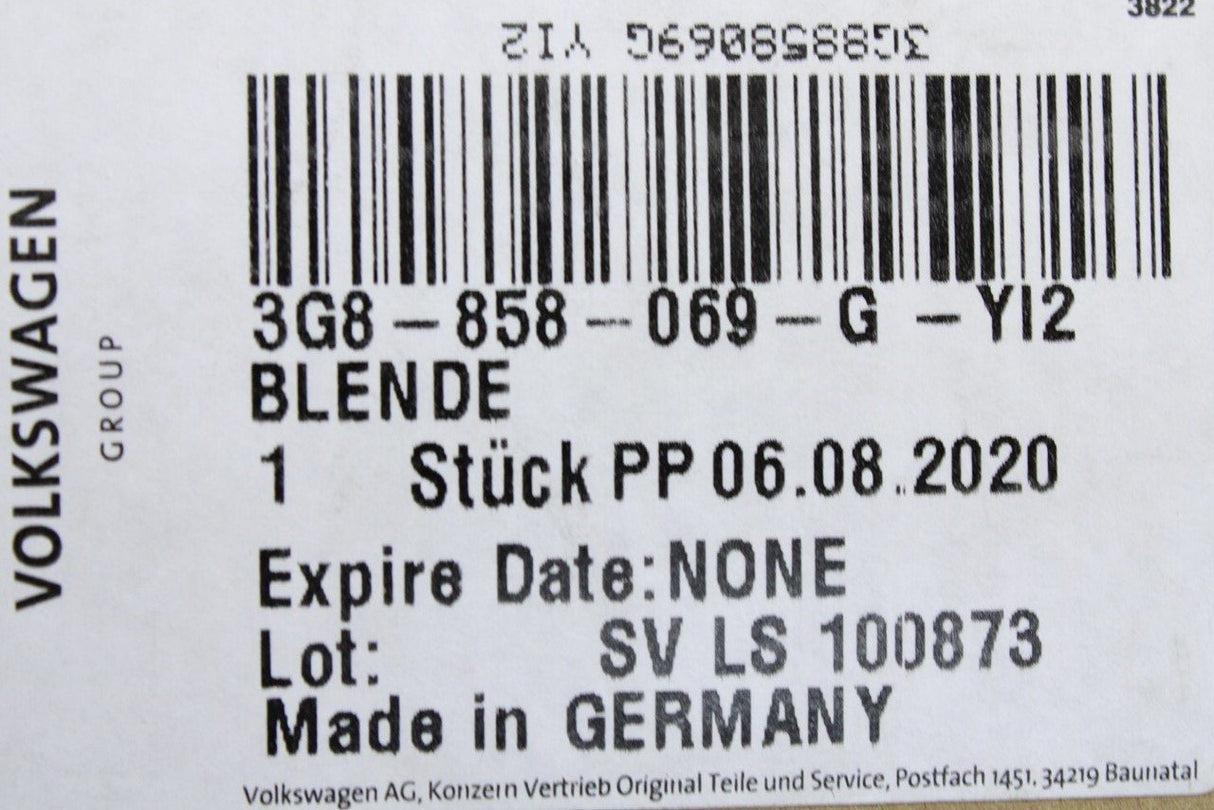 3822
3G8858069G YI2
3G8-858-069-G -YI2
BLENDE
1 Stück PP 06.08.2020
Expire Date:NONE
Lot: SV LS 100873
Made in GERMANY
Volkswagen AG, Konzern Vertrieb Original Teile und Service, Postfach 1451, 34219 Baunatal
VOLKSWAGEN
GROUP